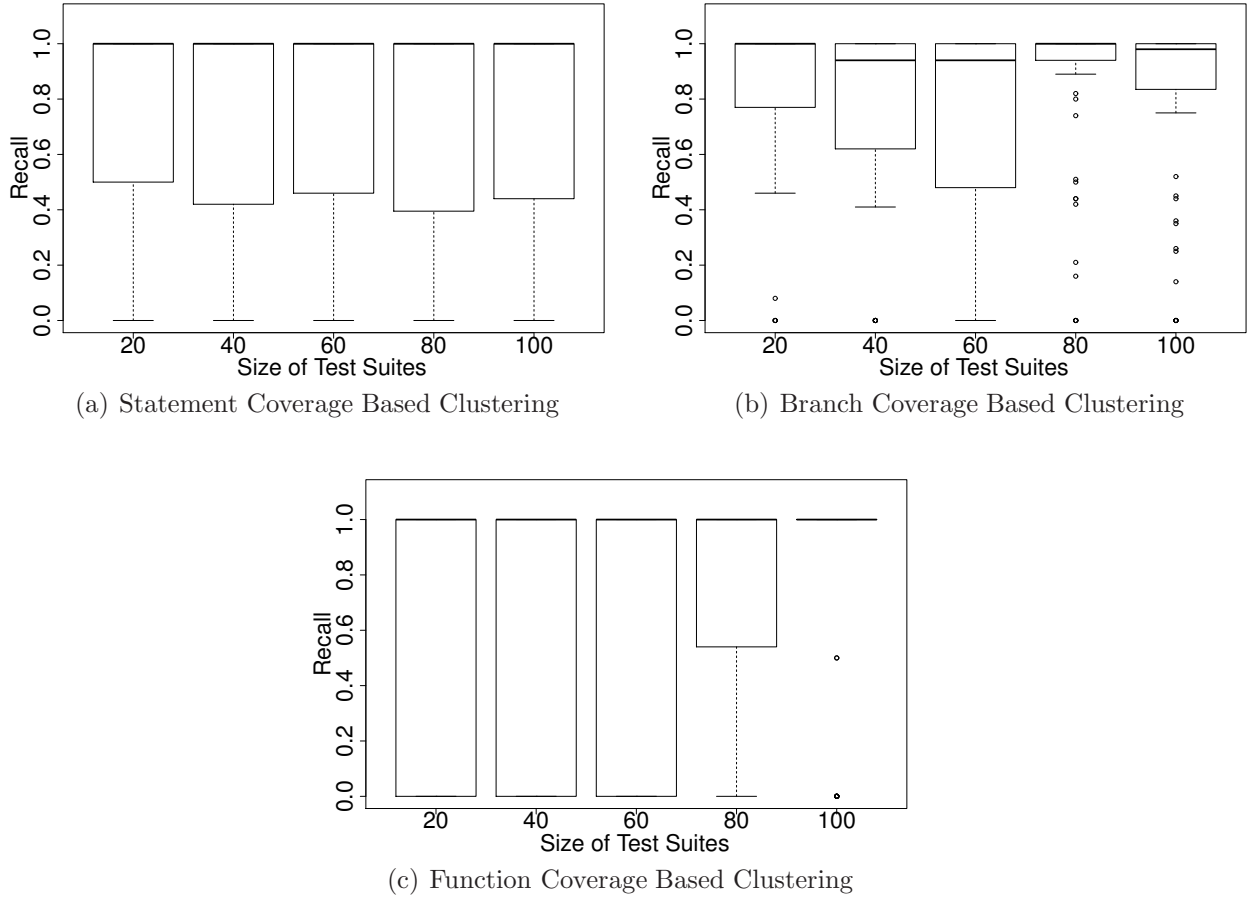 1.0
0.8
0.6
0.4
0.2
0.0
Recall
20 40 60 80 100
Size of Test Suites
(a) Statement Coverage Based Clustering
1.0
0.8
0.6
0.4
0.2
0.0
Recall
20 40 60 80 100
Size of Test Suites
(b) Branch Coverage Based Clustering
1.0
0.8
0.6
0.4
0.2
0.0
Recall
20 40 60 80 100
Size of Test Suites
(c) Function Coverage Based Clustering